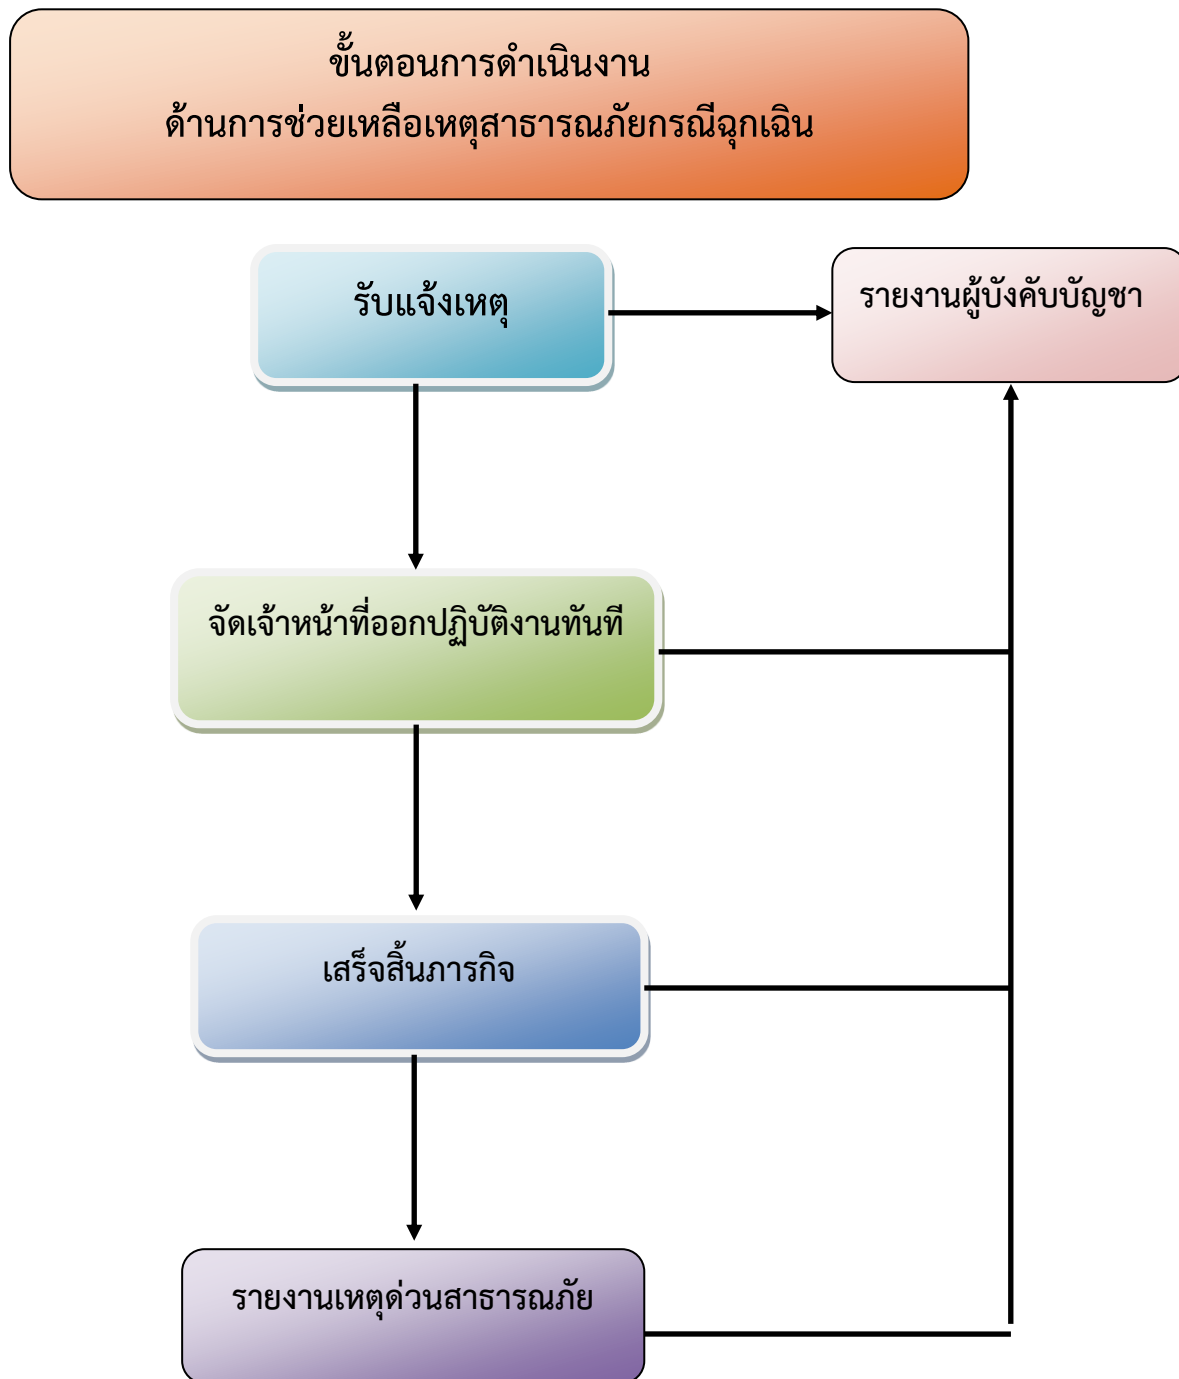 ขั้นตอนการดำเนินงาน
ด้านการช่วยเหลือเหตุสาธารณภัยกรณีฉุกเฉิน
รับแจ้งเหตุ
รายงานผู้บังคับบัญชา
จัดเจ้าหน้าที่ออกปฏิบัติงานทันที
เสร็จสิ้นภารกิจ
รายงานเหตุด่วนสาธารณภัย